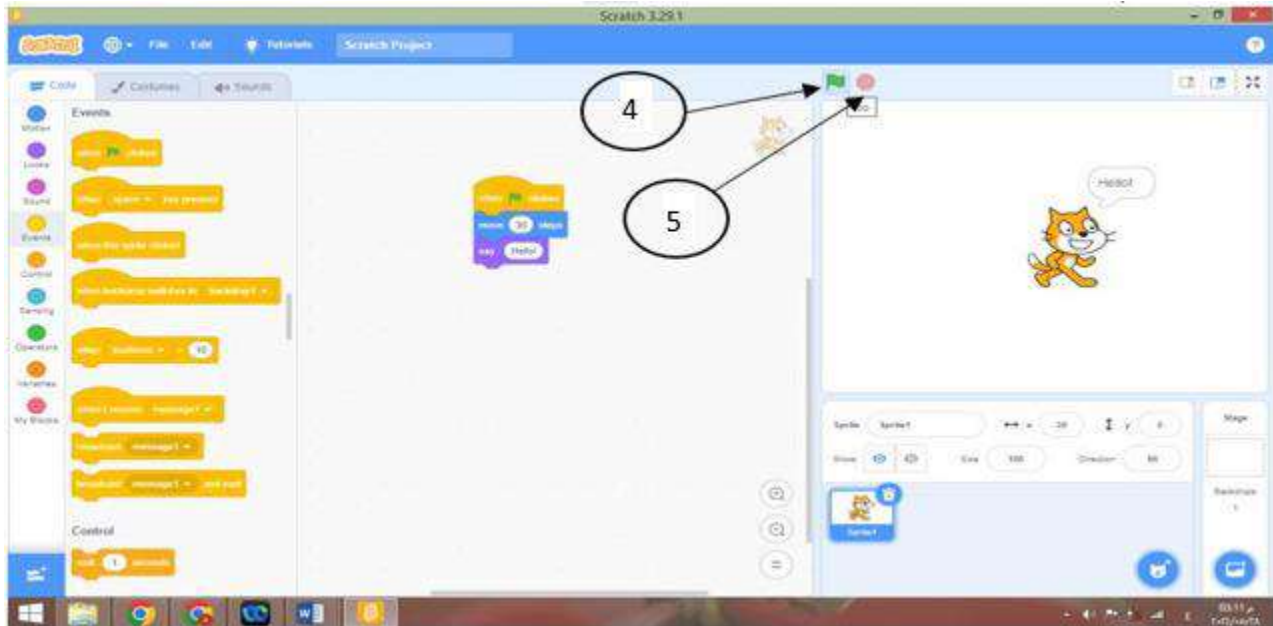 Scratch 3.29.1
SCRATCH File Edit Tutorials Scratch Project
Code Costumes Sounds
4
Motion
Events
when clicked
Looks
when space key pressed
Sound
when clicked
Events
5
move 30 steps
Hello!
when this sprite clicked
say Hello!
Control
when backdrop switches to backdrop1
Sensing
Operators
when loudness 10
Variables
when I receive message1
My Blocks
broadcast message1
Sprite Sprite1 x y
Stage
Show Size 100 Direction 90
broadcast message1 and wait
Backdrops
1
Control
Sprite1
wait 1 seconds